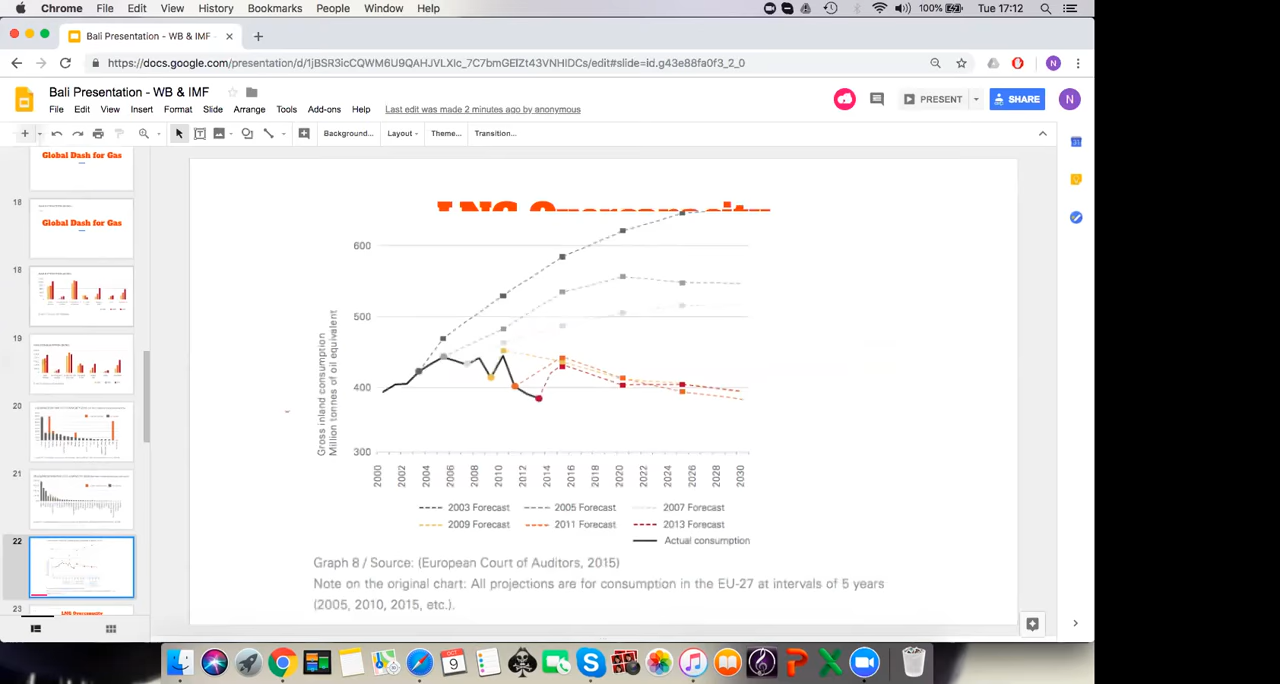 Chrome File Edit View History Bookmarks People Window Help 100% Tue 17:12
Bali Presentation - WB & IMF
https://docs.google.com/presentation/d/1jBSR3icCQWM6U9QAHJVLXIc_7C7bmGEIZt43VNHIDCs/edit#slide=id.g43e88fa0f3_2_0
N
Bali Presentation - WB & IMF
File Edit View Insert Format Slide Arrange Tools Add-ons Help Last edit was made 2 minutes ago by anonymous
PRESENT SHARE N
Background... Layout Theme... Transition...
Global Dash for Gas
18
Global Dash for Gas
18
19
20
21
22
23
LNG
600
500
400
300
Gross inland consumption
Million tonnes of oil equivalent
2000 2002 2004 2006 2008 2010 2012 2014 2016 2018 2020 2022 2024 2026 2028 2030
2003 Forecast 2005 Forecast 2007 Forecast
2009 Forecast 2011 Forecast 2013 Forecast
Actual consumption
Graph 8 / Source: (European Court of Auditors, 2015)
Note on the original chart: All projections are for consumption in the EU-27 at intervals of 5 years
(2005, 2010, 2015, etc.).
OCT
9